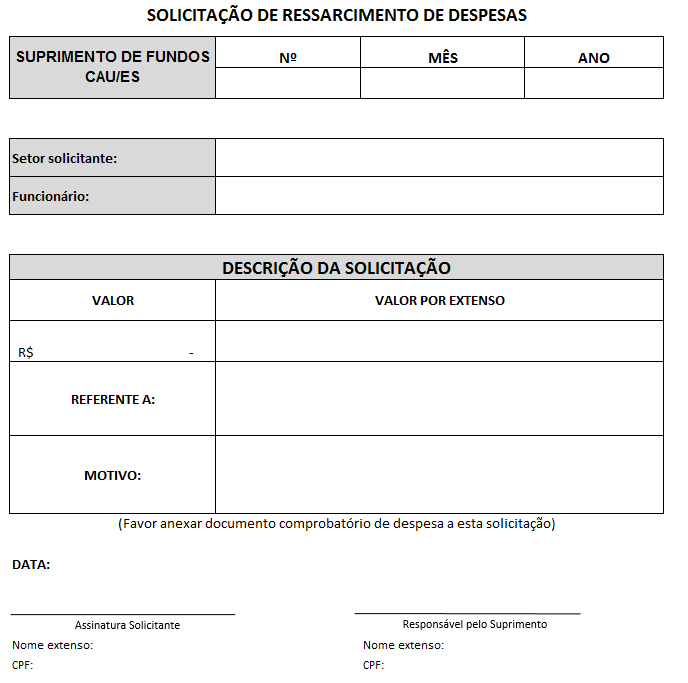 SOLICITAÇÃO DE RESSARCIMENTO DE DESPESAS
SUPRIMENTO DE FUNDOS
CAU/ES
Nº MÊS ANO
Setor solicitante:
Funcionário:
DESCRIÇÃO DA SOLICITAÇÃO
VALOR VALOR POR EXTENSO
R$ -
REFERENTE A:
MOTIVO:
(Favor anexar documento comprobatório de despesa a esta solicitação)
DATA:
Assinatura Solicitante Responsável pelo Suprimento
Nome extenso: Nome extenso:
CPF: CPF: